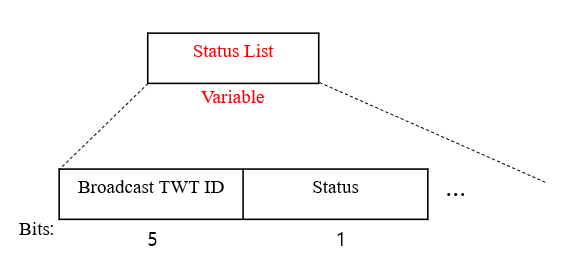 Status List
Variable
Broadcast TWT ID Status ...
Bits:
5 1